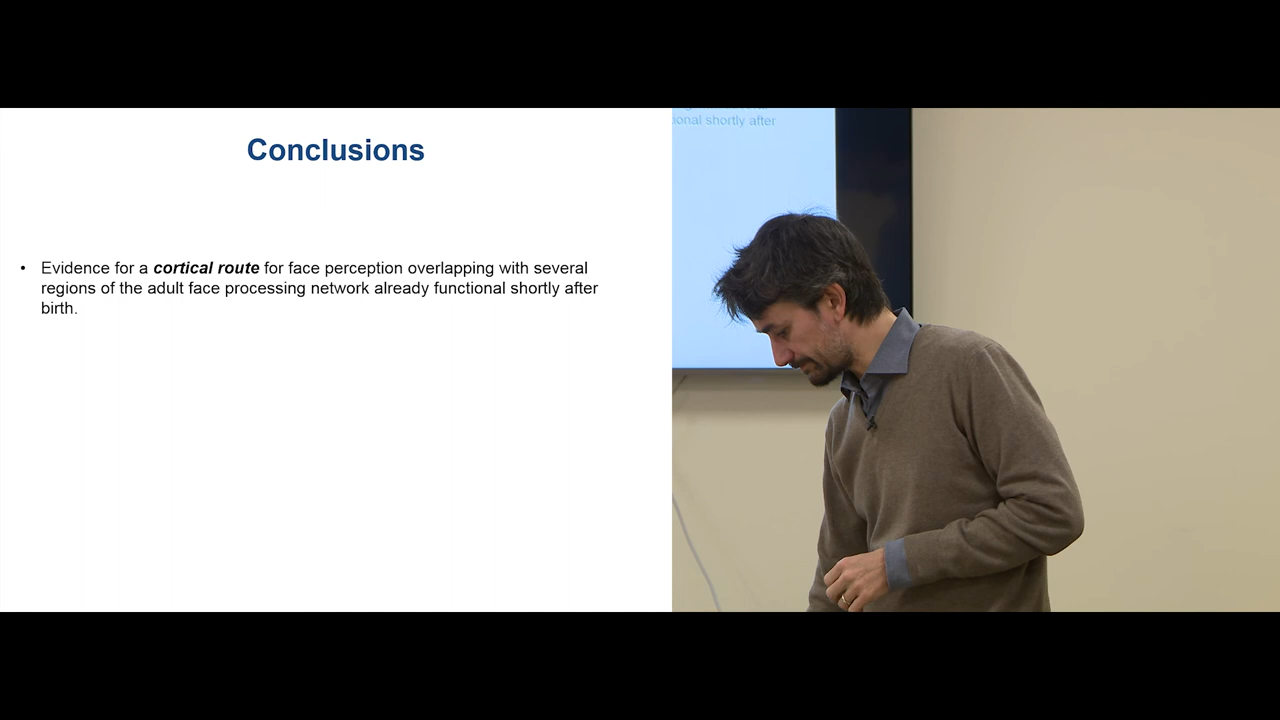 Conclusions
• Evidence for a cortical route for face perception overlapping with several
regions of the adult face processing network already functional shortly after
birth.
ional shortly after